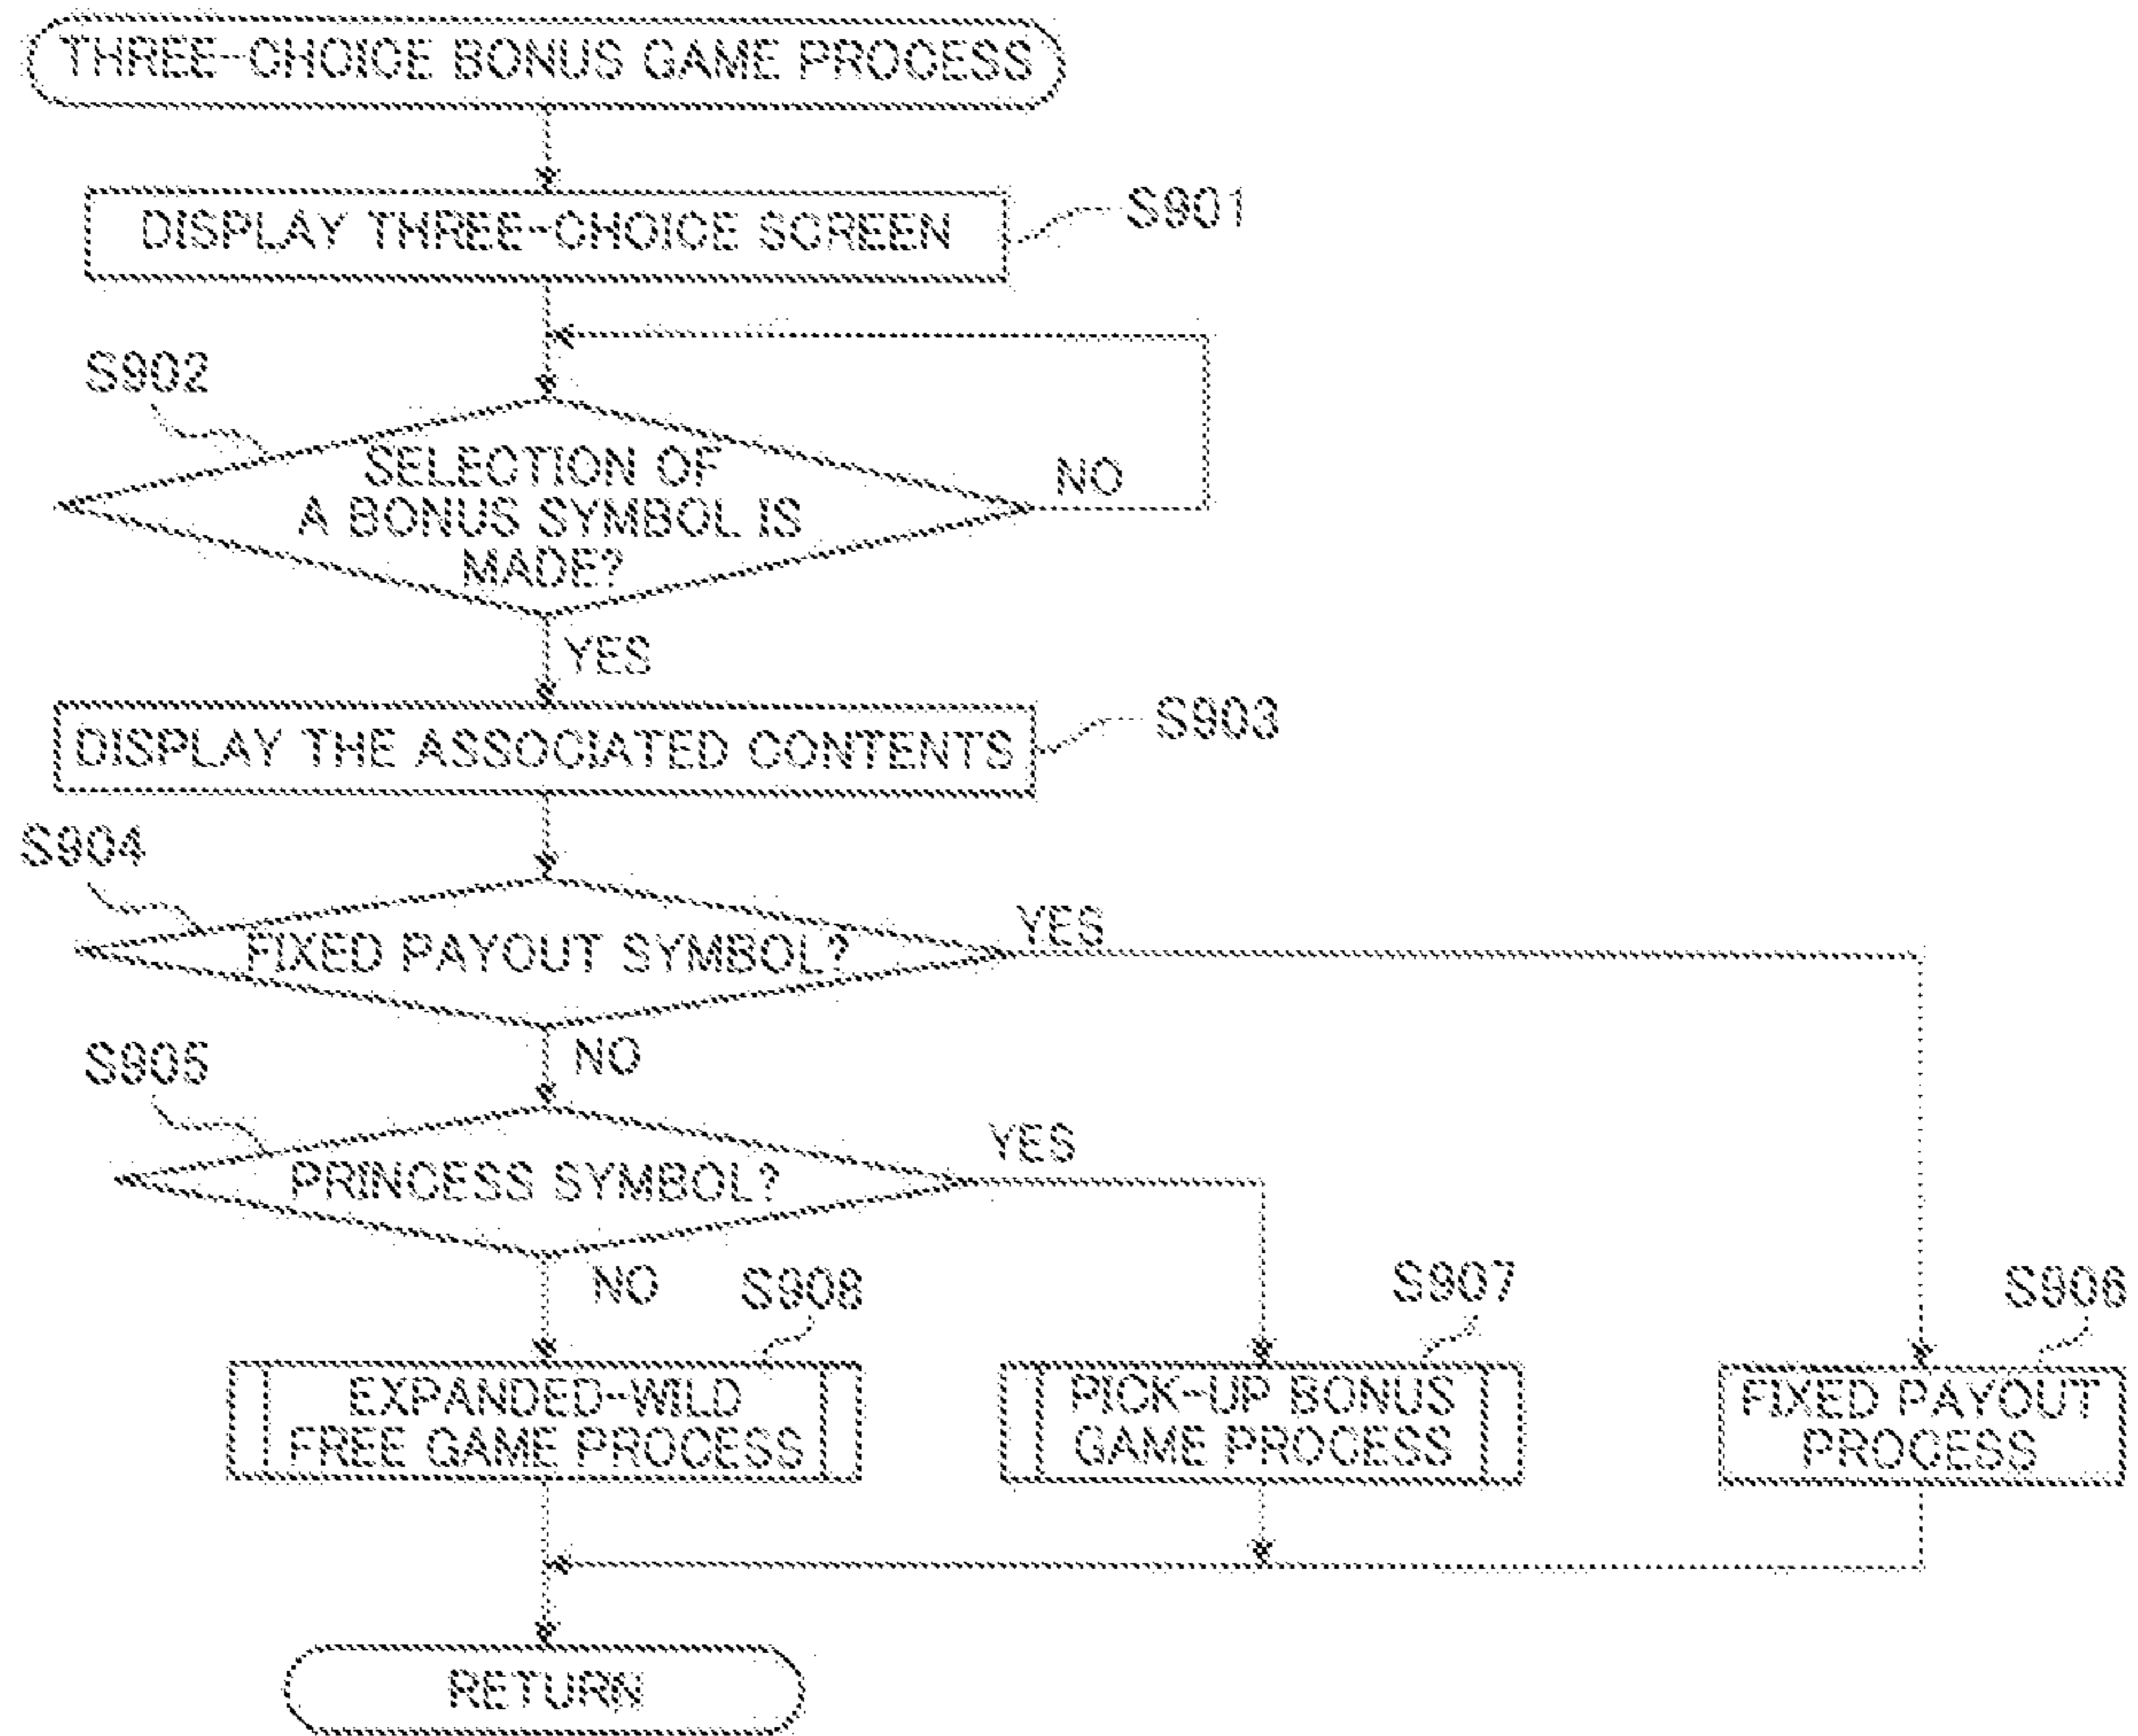 THREE-CHOICE BONUS GAME PROCESS
DISPLAY THREE-CHOICE SCREEN
S901
S902
SELECTION OF
A BONUS SYMBOL IS
MADE?
NO
YES
DISPLAY THE ASSOCIATED CONTENTS
S903
S904
FIXED PAYOUT SYMBOL?
YES
NO
S905
PRINCESS SYMBOL?
YES
NO
S908
S907
S906
EXPANDED-WILD
FREE GAME PROCESS
PICK-UP BONUS
GAME PROCESS
FIXED PAYOUT
PROCESS
RETURN